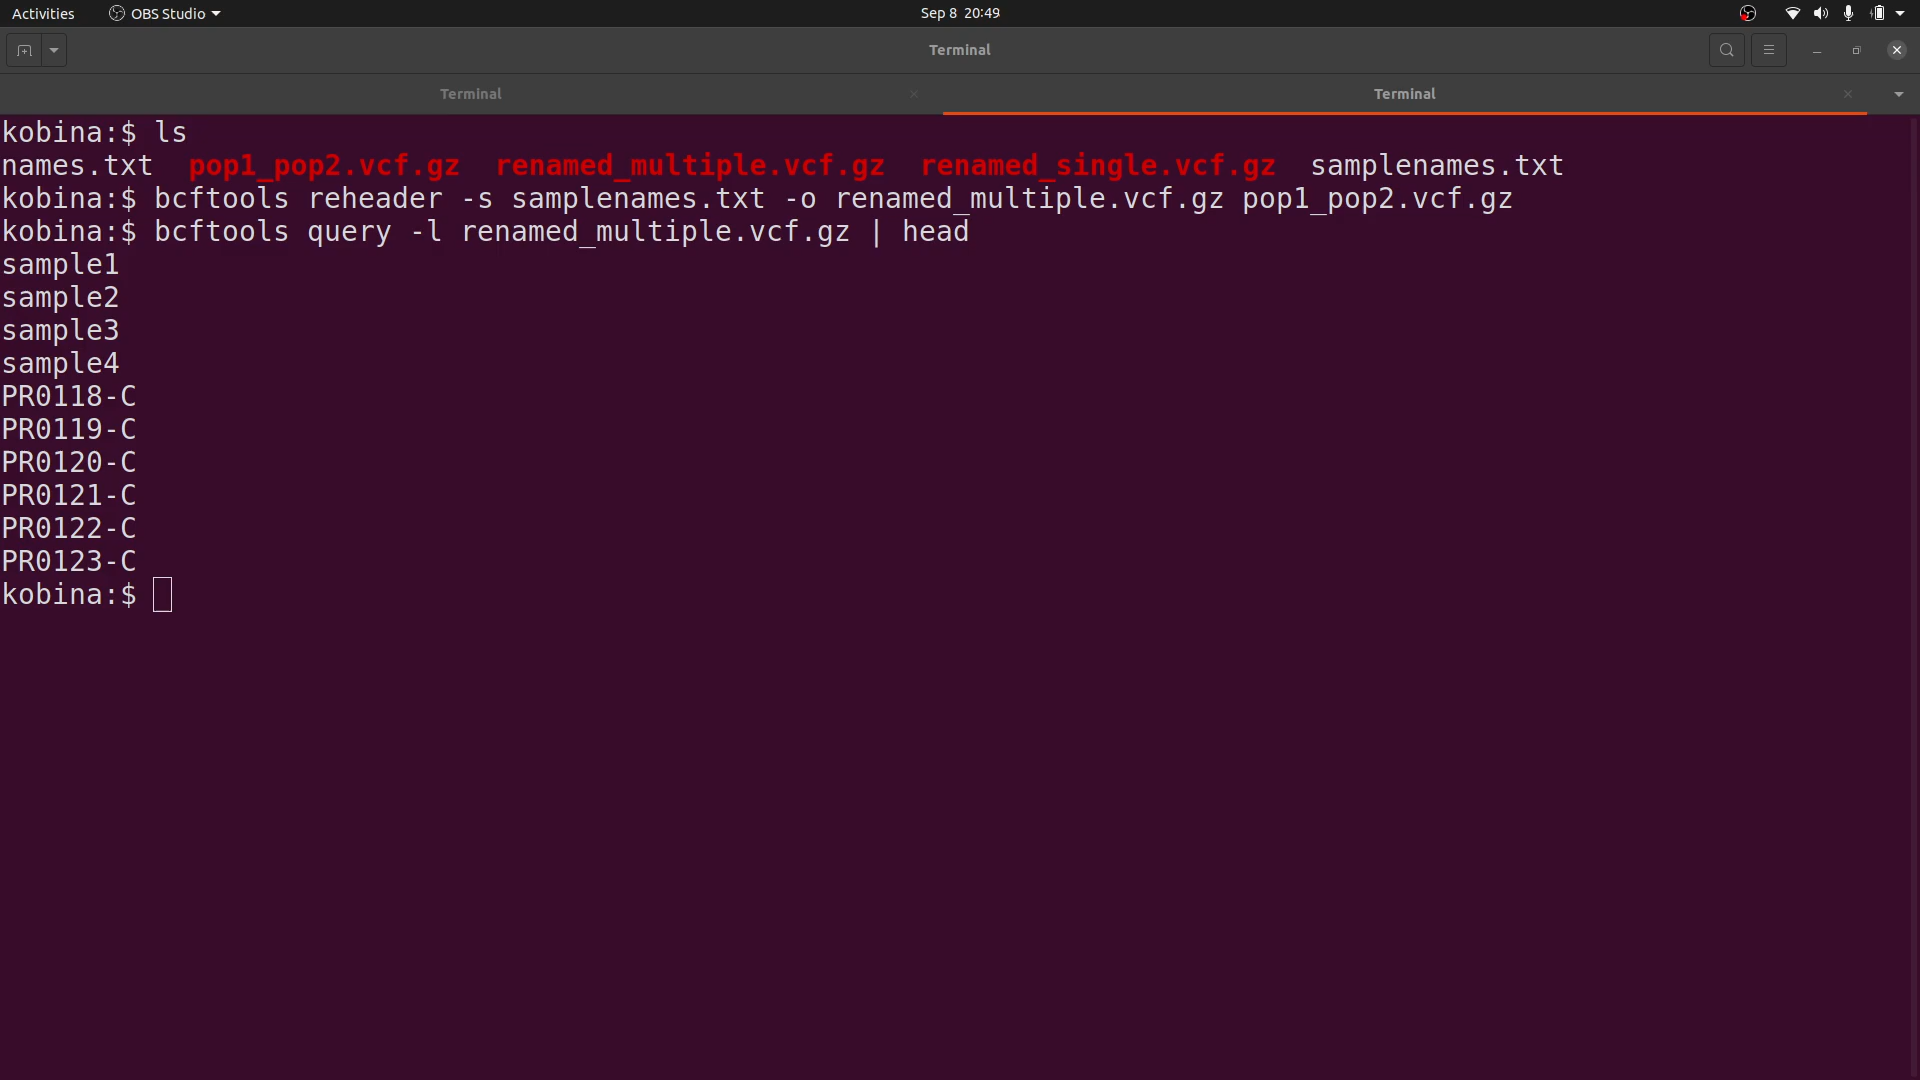 Activities OBS Studio Sep 8 20:49
Terminal
Terminal Terminal
kobina:$ ls
names.txt pop1_pop2.vcf.gz renamed_multiple.vcf.gz renamed_single.vcf.gz samplenames.txt
kobina:$ bcftools reheader -s samplenames.txt -o renamed_multiple.vcf.gz pop1_pop2.vcf.gz
kobina:$ bcftools query -l renamed_multiple.vcf.gz | head
sample1
sample2
sample3
sample4
PR0118-C
PR0119-C
PR0120-C
PR0121-C
PR0122-C
PR0123-C
kobina:$